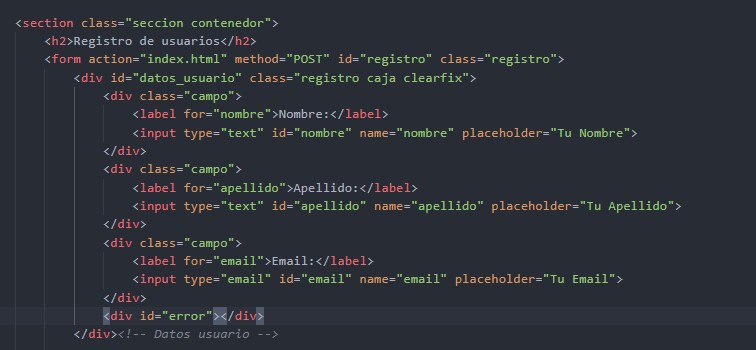 <section class="seccion contenedor">
<h2>Registro de usuarios</h2>
<form action="index.html" method="POST" id="registro" class="registro">
<div id="datos_usuario" class="registro caja clearfix">
<div class="campo">
<label for="nombre">Nombre:</label>
<input type="text" id="nombre" name="nombre" placeholder="Tu Nombre">
</div>
<div class="campo">
<label for="apellido">Apellido:</label>
<input type="text" id="apellido" name="apellido" placeholder="Tu Apellido">
</div>
<div class="campo">
<label for="email">Email:</label>
<input type="email" id="email" name="email" placeholder="Tu Email">
</div>
<div id="error"></div>
</div><!-- Datos usuario -->